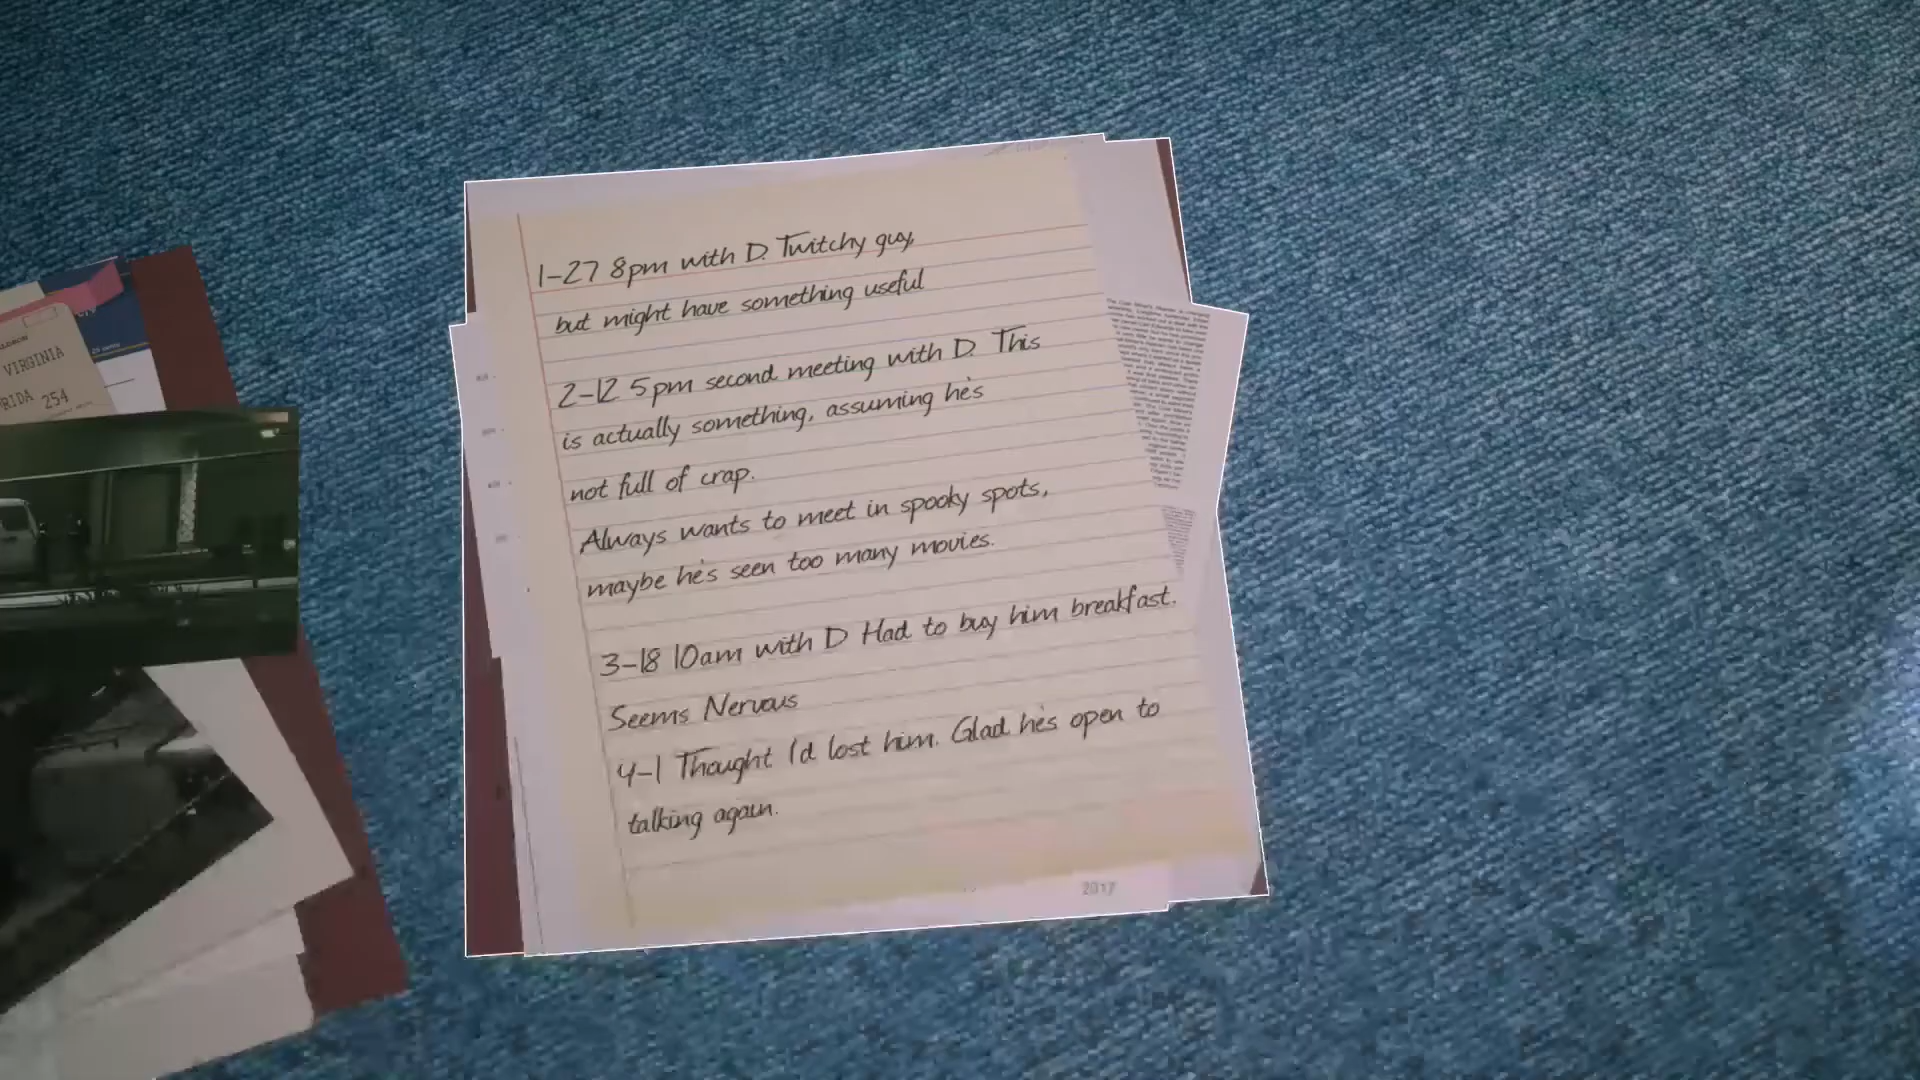 1-27 8pm with D. Twitchy guy,
but might have something useful
2-12 5pm second meeting with D. This
is actually something, assuming he's
not full of crap.
Always wants to meet in spooky spots,
maybe he's seen too many movies.
3-18 10am with D Had to buy him breakfast.
Seems Nervous
4-1 Thought I'd lost him. Glad he's open to
talking again.
2017
VIRGINIA
254